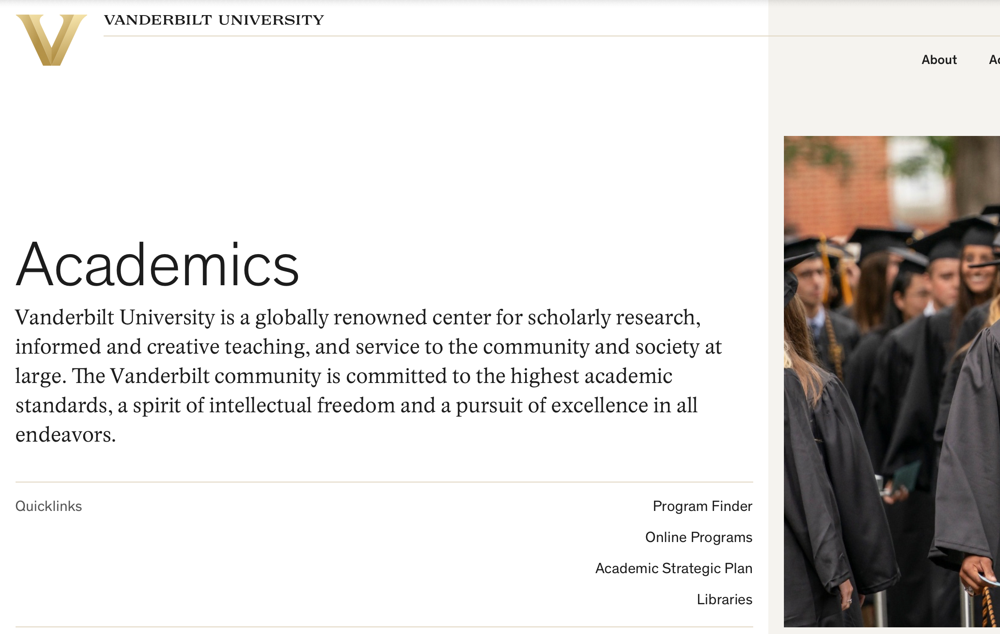 VANDERBILT UNIVERSITY
About
Academics
Vanderbilt University is a globally renowned center for scholarly research,
informed and creative teaching, and service to the community and society at
large. The Vanderbilt community is committed to the highest academic
standards, a spirit of intellectual freedom and a pursuit of excellence in all
endeavors.
Quicklinks
Program Finder
Online Programs
Academic Strategic Plan
Libraries